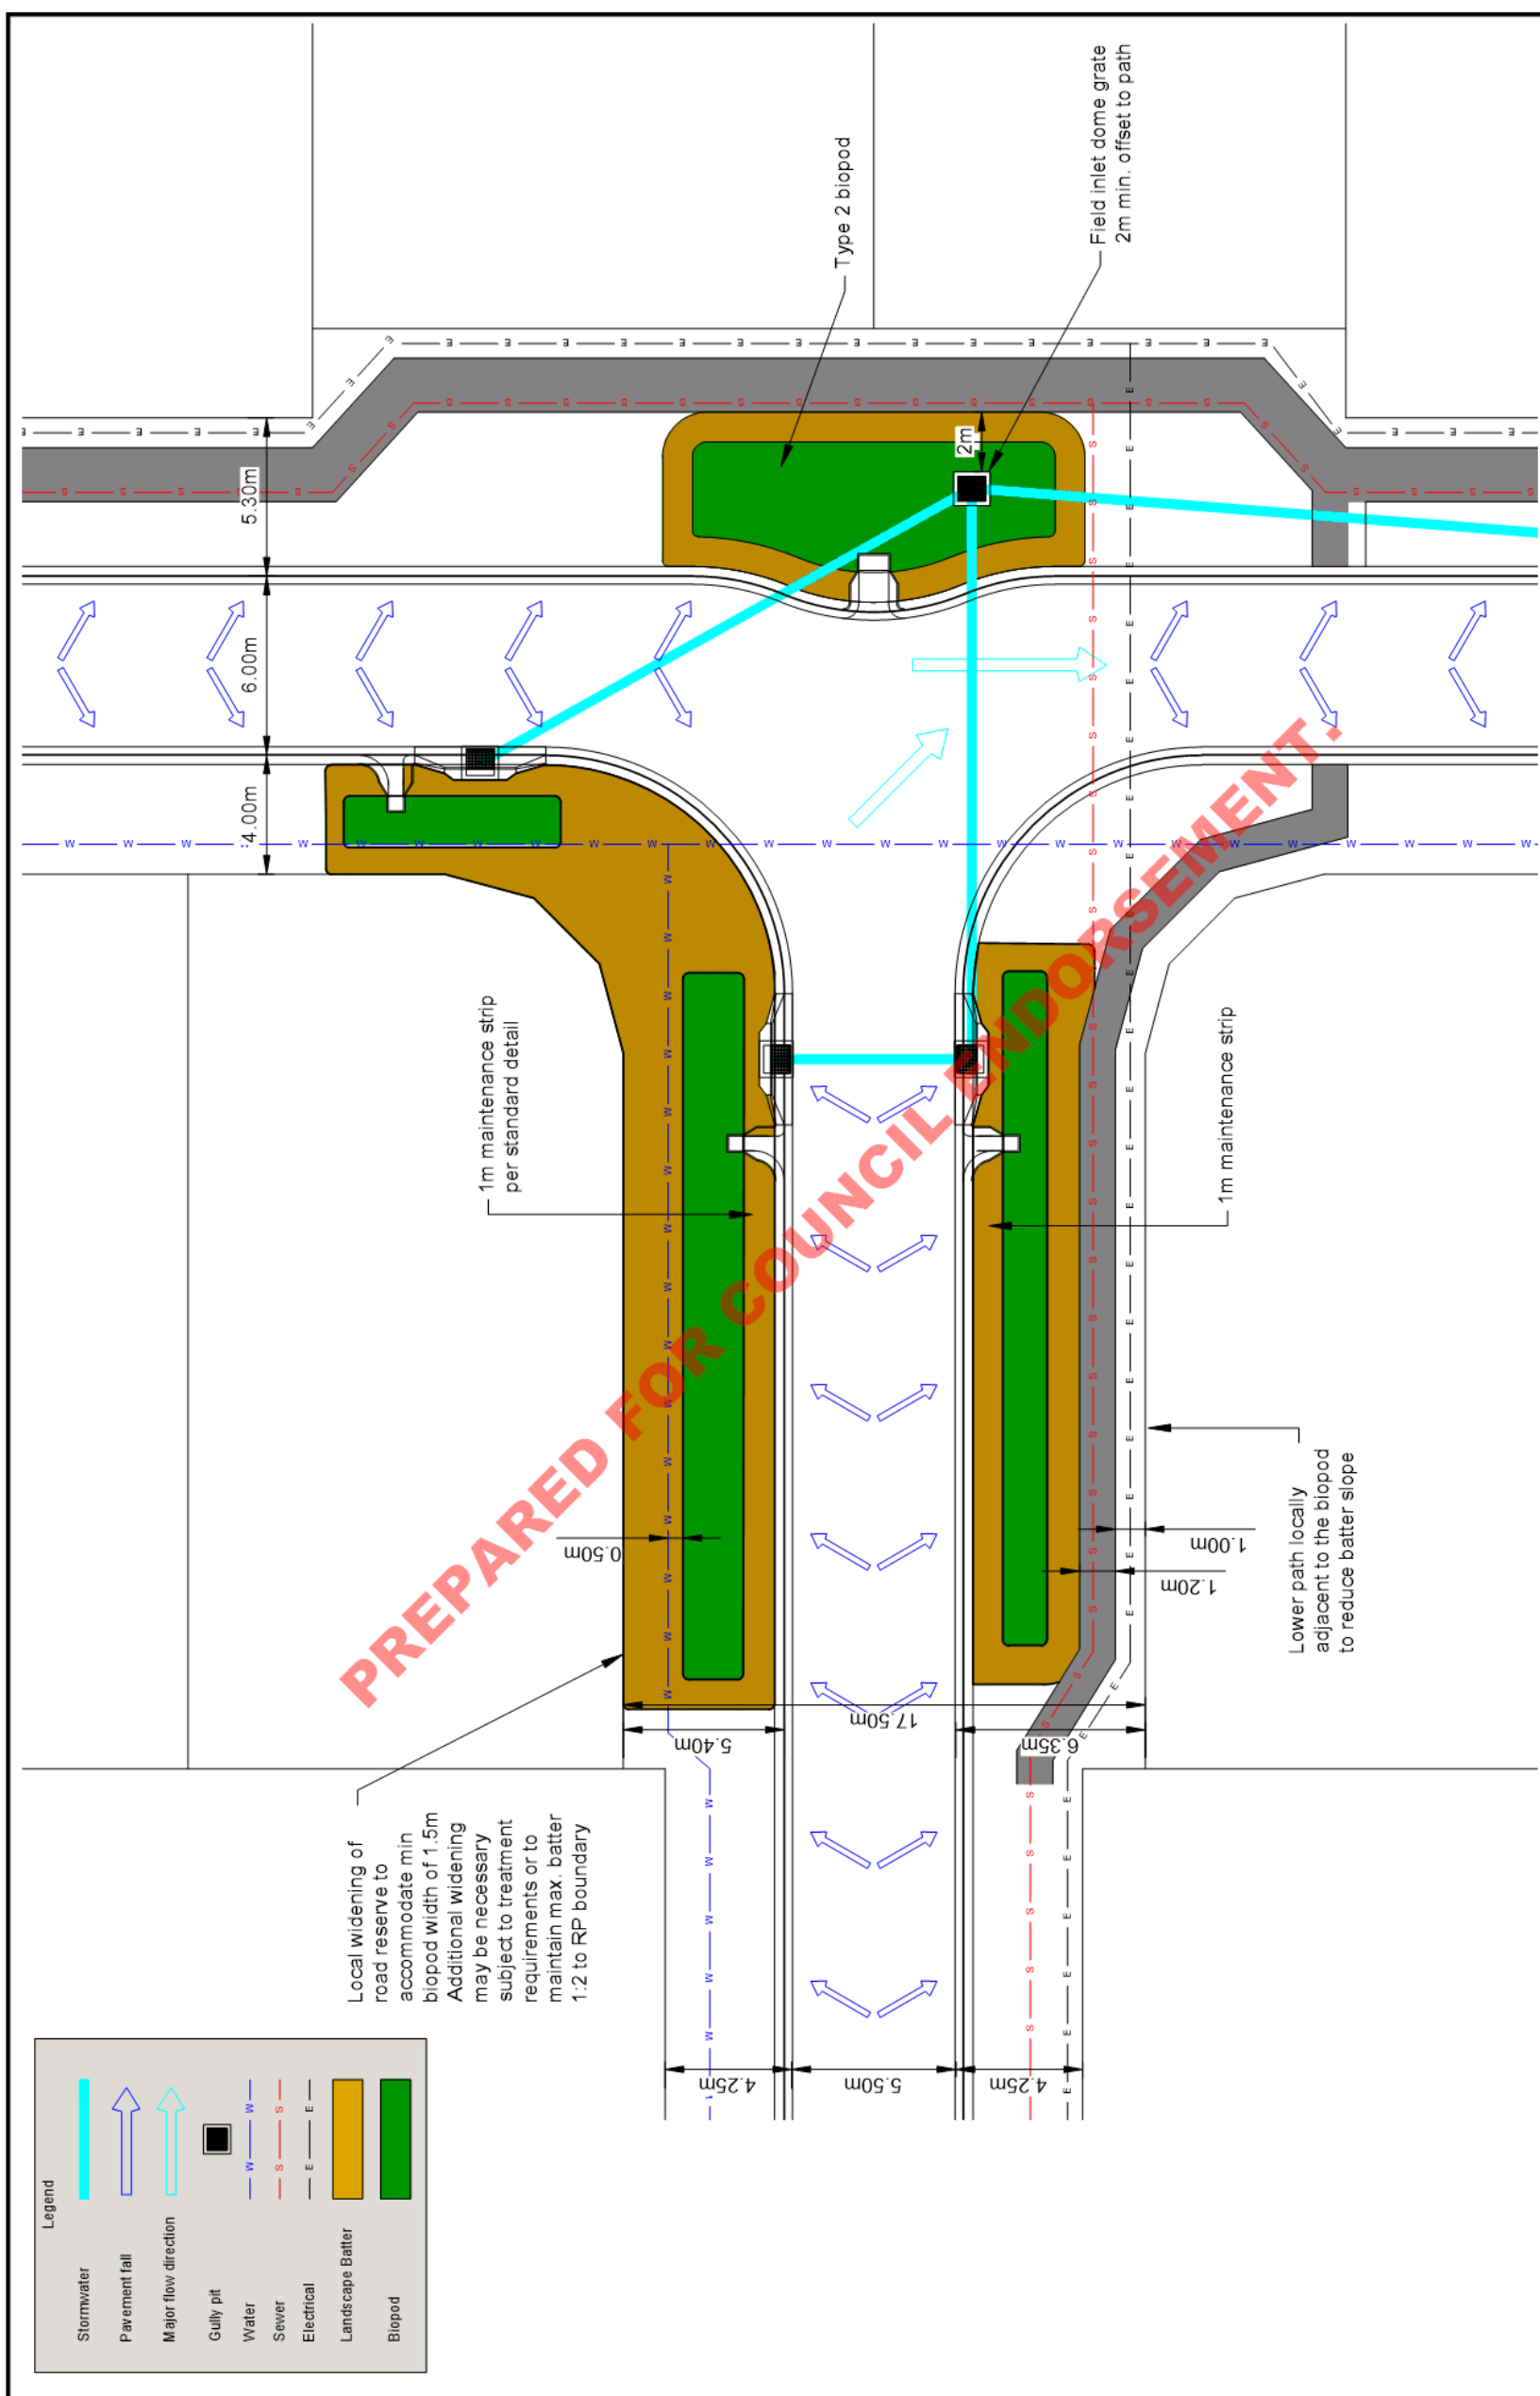 Legend
Stormwater
Pavement fall
Major flow direction
Gully pit
Water
Sewer
Electrical
Landscape Batter
Biopod
Local widening of
road reserve to
accommodate min
biopod width of 1.5m
Additional widening
may be necessary
subject to treatment
requirements or to
maintain max. batter
1:2 to RP boundary
1m maintenance strip
per standard detail
1m maintenance strip
Lower path locally
adjacent to the biopod
to reduce batter slope
Type 2 biopod
Field inlet dome grate
2m min. offset to path
2m
5.30m
6.00m
4.00m
0.50m
1.00m
1.20m
17.50m
5.40m
6.35m
4.25m
5.50m
4.25m
PREPARED FOR COUNCIL ENDORSEMENT.